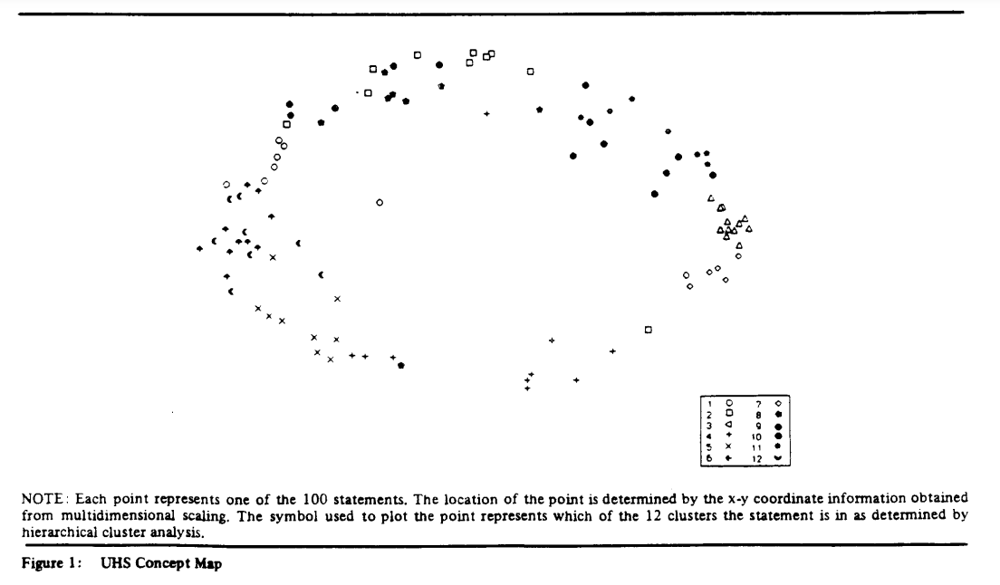 1 7
2 8
3 9
4 10
5 11
6 12
NOTE: Each point represents one of the 100 statements. The location of the point is determined by the x-y coordinate information obtained
from multidimensional scaling. The symbol used to plot the point represents which of the 12 clusters the statement is in as determined by
hierarchical cluster analysis.
Figure 1: UHS Concept Map